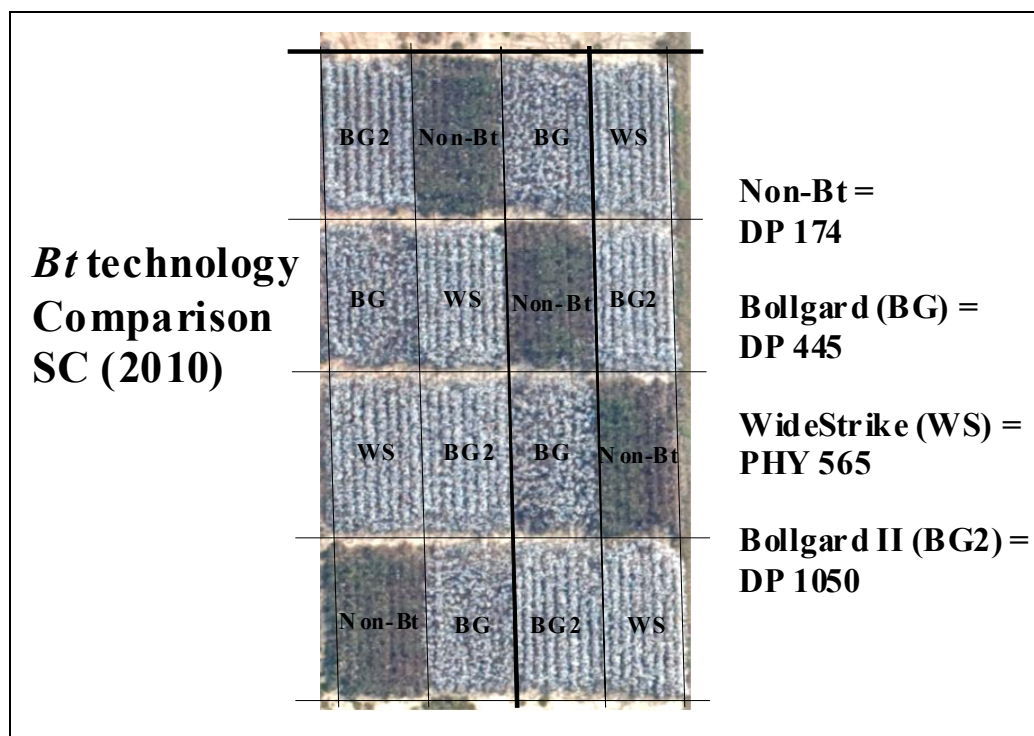 Bt technology
Comparison
SC (2010)
BG2 Non-Bt BG WS
BG WS Non-Bt BG2
WS BG2 BG Non-Bt
Non-Bt BG BG2 WS
Non-Bt =
DP 174
Bollgard (BG) =
DP 445
WideStrike (WS) =
PHY 565
Bollgard II (BG2) =
DP 1050